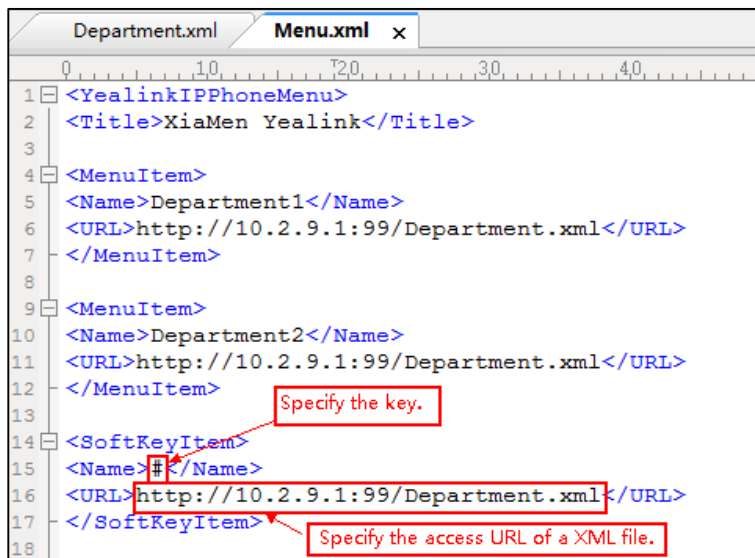 Department.xml Menu.xml x
0 10 20 30 40
1 <YealinkIPPhoneMenu>
2 <Title>XiaMen Yealink</Title>
3
4 <MenuItem>
5 <Name>Department1</Name>
6 <URL>http://10.2.9.1:99/Department.xml</URL>
7 </MenuItem>
8
9 <MenuItem>
10 <Name>Department2</Name>
11 <URL>http://10.2.9.1:99/Department.xml</URL>
12 </MenuItem>
13
Specify the key.
14 <SoftKeyItem>
15 <Name>#</Name>
16 <URL>http://10.2.9.1:99/Department.xml</URL>
17 </SoftKeyItem>
Specify the access URL of a XML file.
18